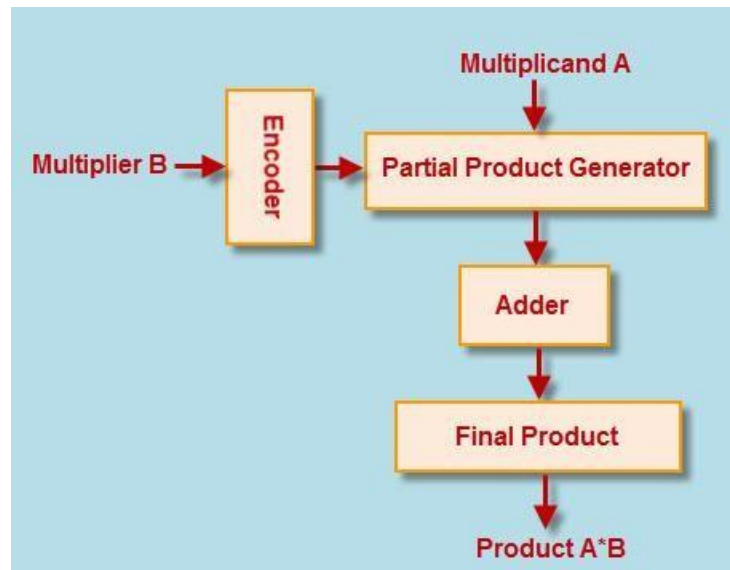 Multiplicand A
Encoder
Multiplier B
Partial Product Generator
Adder
Final Product
Product A*B